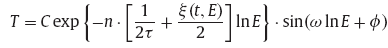 T = C exp { −n · [ 1/2τ + ξ(t, E)/2 ] ln E } · sin(ω ln E + ϕ)